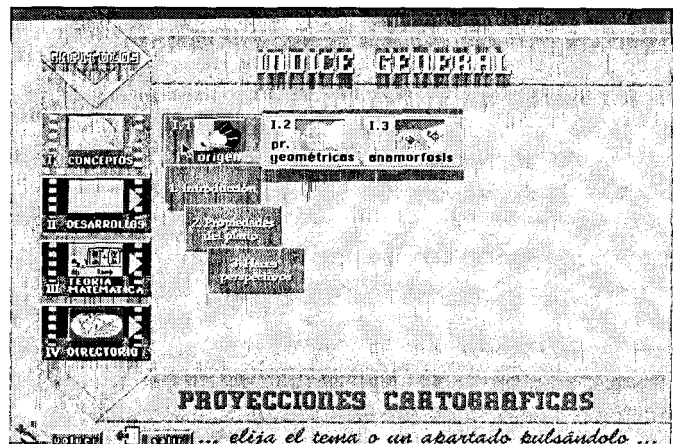 CAPITULOS
INDICE GENERAL
I CONCEPTOS
II DESARROLLOS
III TEORIA MATEMATICA
IV DIRECTORIO
I.1 origen
I.2 pr. geométricas
I.3 anamorfosis
1. Introducción
PROYECCIONES CARTOGRAFICAS
... elija el tema o un apartado pulsándolo ...